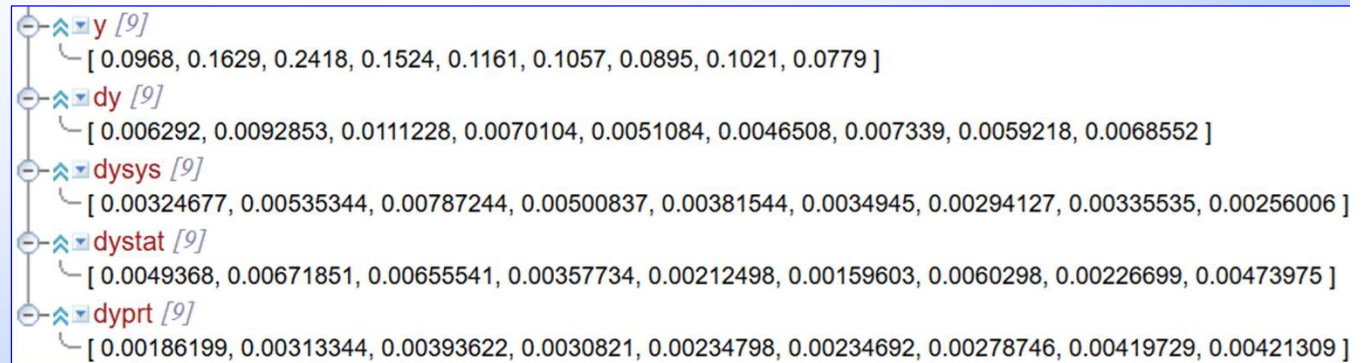 y [9]
[ 0.0968, 0.1629, 0.2418, 0.1524, 0.1161, 0.1057, 0.0895, 0.1021, 0.0779 ]
dy [9]
[ 0.006292, 0.0092853, 0.0111228, 0.0070104, 0.0051084, 0.0046508, 0.007339, 0.0059218, 0.0068552 ]
dysys [9]
[ 0.00324677, 0.00535344, 0.00787244, 0.00500837, 0.00381544, 0.0034945, 0.00294127, 0.00335535, 0.00256006 ]
dystat [9]
[ 0.0049368, 0.00671851, 0.00655541, 0.00357734, 0.00212498, 0.00159603, 0.0060298, 0.00226699, 0.00473975 ]
dyprt [9]
[ 0.00186199, 0.00313344, 0.00393622, 0.0030821, 0.00234798, 0.00234692, 0.00278746, 0.00419729, 0.00421309 ]